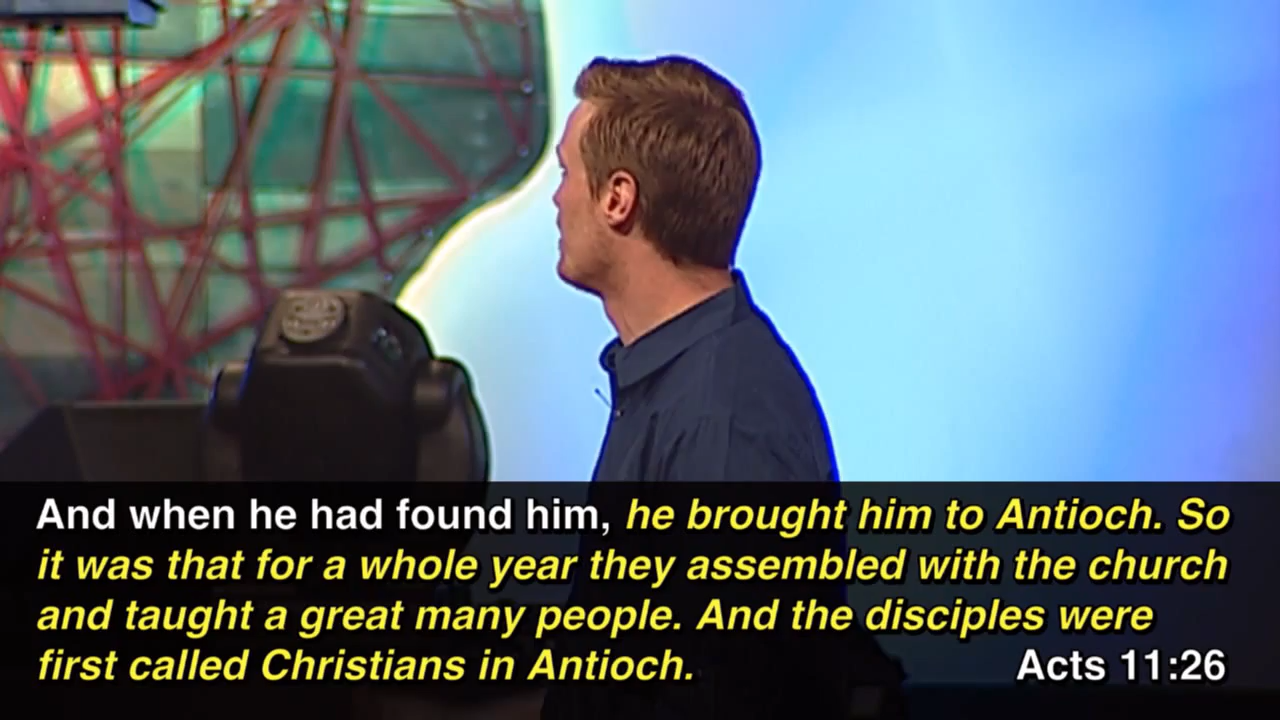 And when he had found him, he brought him to Antioch. So
it was that for a whole year they assembled with the church
and taught a great many people. And the disciples were
first called Christians in Antioch.
Acts 11:26